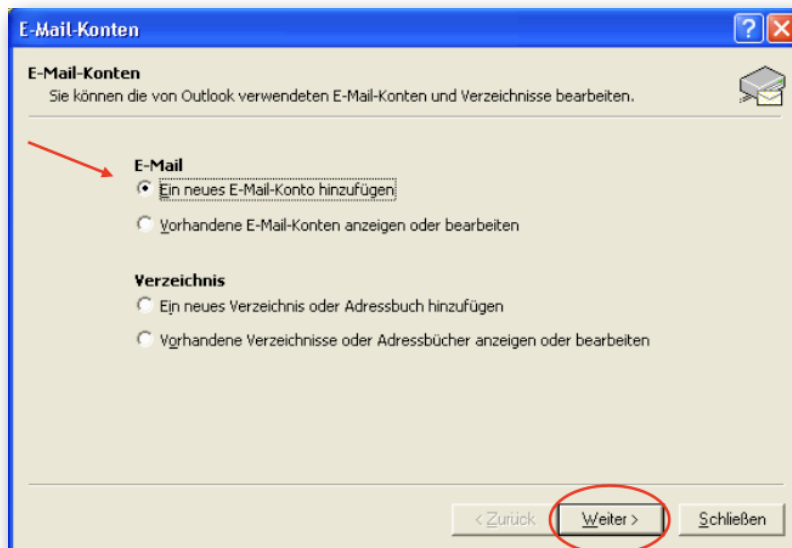 E-Mail-Konten
E-Mail-Konten
Sie können die von Outlook verwendeten E-Mail-Konten und Verzeichnisse bearbeiten.
E-Mail
Ein neues E-Mail-Konto hinzufügen
Vorhandene E-Mail-Konten anzeigen oder bearbeiten
Verzeichnis
Ein neues Verzeichnis oder Adressbuch hinzufügen
Vorhandene Verzeichnisse oder Adressbücher anzeigen oder bearbeiten
< Zurück Weiter > Schließen